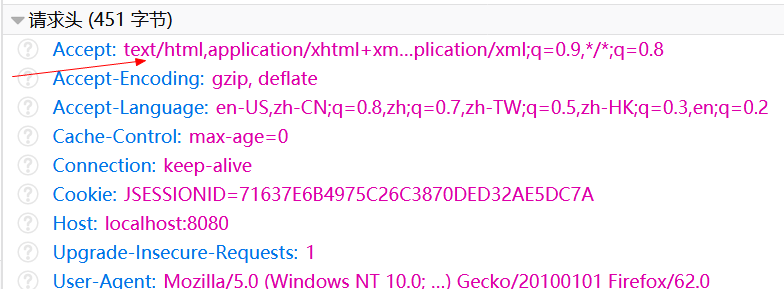 请求头 (451 字节)
Accept: text/html,application/xhtml+xm...plication/xml;q=0.9,*/*;q=0.8
Accept-Encoding: gzip, deflate
Accept-Language: en-US,zh-CN;q=0.8,zh;q=0.7,zh-TW;q=0.5,zh-HK;q=0.3,en;q=0.2
Cache-Control: max-age=0
Connection: keep-alive
Cookie: JSESSIONID=71637E6B4975C26C3870DED32AE5DC7A
Host: localhost:8080
Upgrade-Insecure-Requests: 1
User-Agent: Mozilla/5.0 (Windows NT 10.0; ...) Gecko/20100101 Firefox/62.0